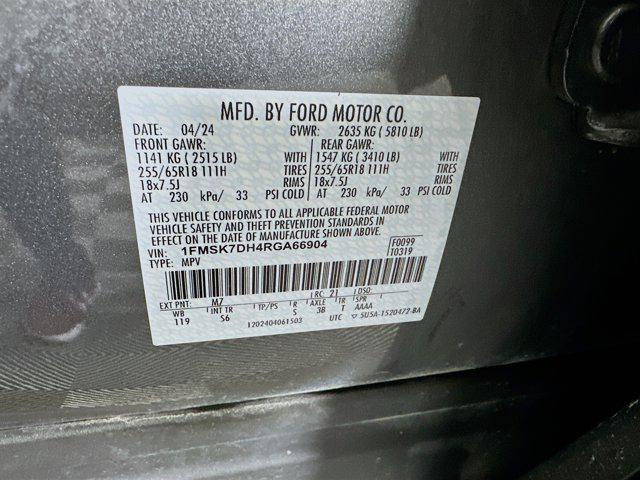 MFD. BY FORD MOTOR CO.
DATE: 04/24 GVWR: 2635 KG ( 5810 LB)
FRONT GAWR: REAR GAWR:
1141 KG ( 2515 LB) WITH 1547 KG ( 3410 LB) WITH
255/65R18 111H TIRES 255/65R18 111H TIRES
18x7.5J RIMS 18x7.5J RIMS
AT 230 kPa/ 33 PSI COLD AT 230 kPa/ 33 PSI COLD
THIS VEHICLE CONFORMS TO ALL APPLICABLE FEDERAL MOTOR
VEHICLE SAFETY AND THEFT PREVENTION STANDARDS IN
EFFECT ON THE DATE OF MANUFACTURE SHOWN ABOVE.
VIN: 1FMSK7DH4RGA66904 F0099
TYPE: MPV T0319
EXT PNT: M7 RC: 21 DSO:
WB INT TR TP/PS R AXLE TR SPR
119 S6 S 3B T AAAA
1202404061503 UTC 5U5A-1520472-BA